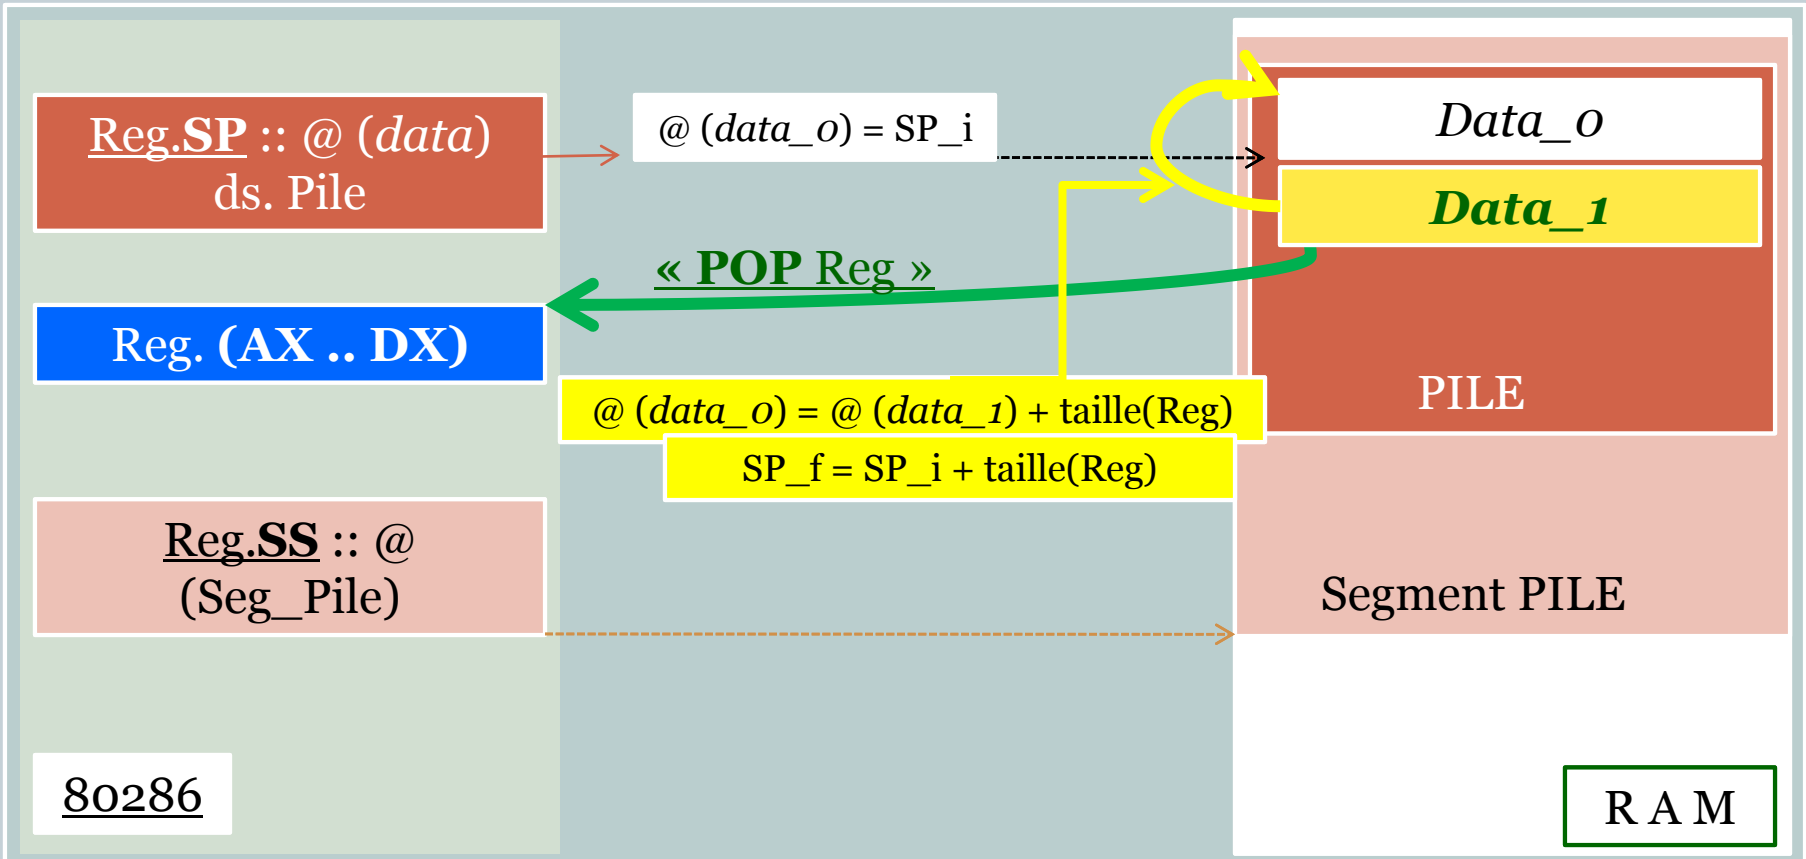 Reg.SP :: @ (data)
ds. Pile
@ (data_0) = SP_i
Data_0
Data_1
« POP Reg »
Reg. (AX .. DX)
PILE
@ (data_0) = @ (data_1) + taille(Reg)
SP_f = SP_i + taille(Reg)
Reg.SS :: @
(Seg_Pile)
Segment PILE
80286
R A M